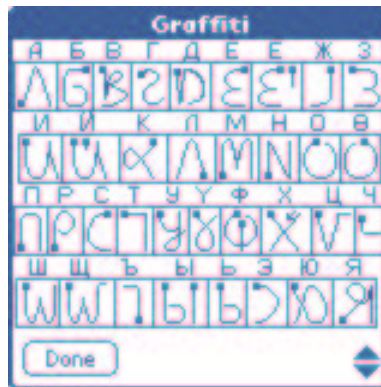 Graffiti
А Б В Г Д Е Ё Ж З
И Й К Л М Н О Θ
П Р С Т У Y Ф Х Ц Ч
Ш Щ Ъ Ы Ь Э Ю Я
Done